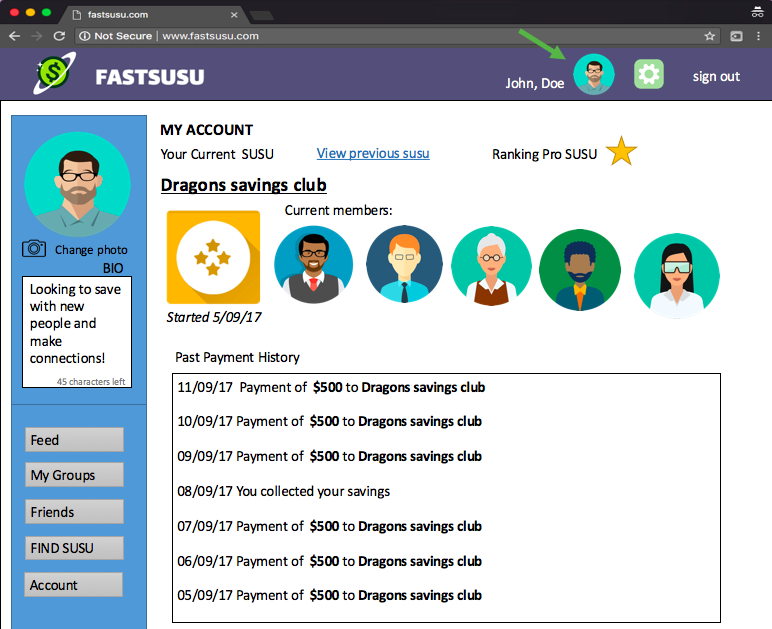 fastsusu.com
Not Secure | www.fastsusu.com
FASTSUSU
John, Doe
sign out
MY ACCOUNT
Your Current SUSU
View previous susu
Ranking Pro SUSU
Dragons savings club
Current members:
Started 5/09/17
Change photo
BIO
Looking to save
with new
people and
make
connections!
45 characters left
Feed
My Groups
Friends
FIND SUSU
Account
Past Payment History
11/09/17 Payment of $500 to Dragons savings club
10/09/17 Payment of $500 to Dragons savings club
09/09/17 Payment of $500 to Dragons savings club
08/09/17 You collected your savings
07/09/17 Payment of $500 to Dragons savings club
06/09/17 Payment of $500 to Dragons savings club
05/09/17 Payment of $500 to Dragons savings club